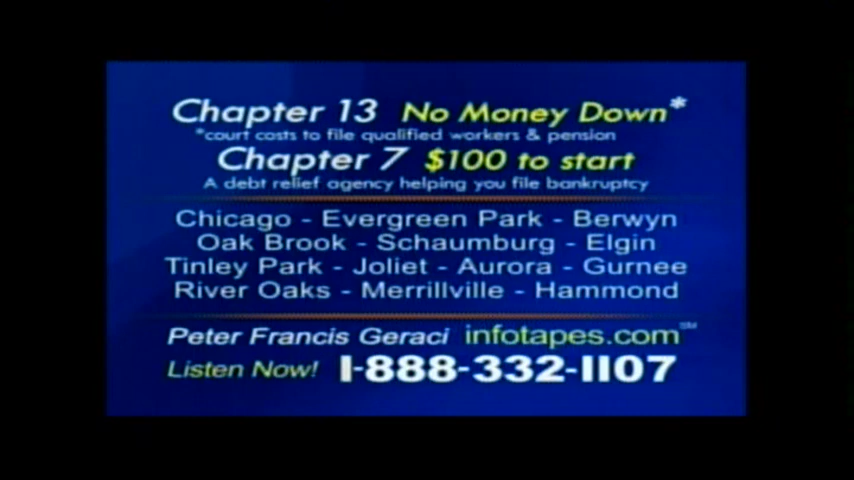 Chapter 13 No Money Down*
*court costs to file qualified workers & pension
Chapter 7 $100 to start
A debt relief agency helping you file bankruptcy
Chicago - Evergreen Park - Berwyn
Oak Brook - Schaumburg - Elgin
Tinley Park - Joliet - Aurora - Gurnee
River Oaks - Merrillville - Hammond
Peter Francis Geraci infotapes.com℠
Listen Now! 1-888-332-1107